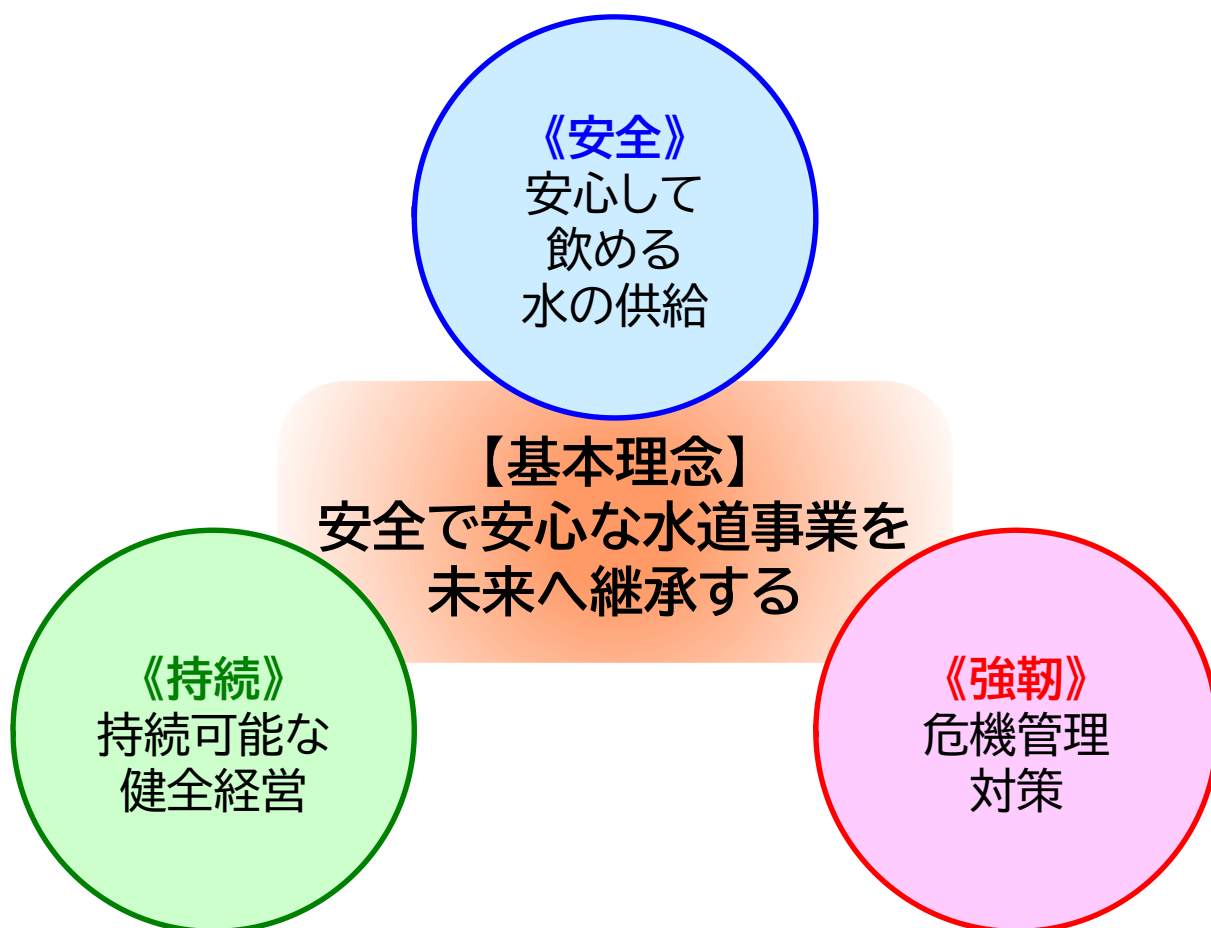 《安全》
安心して
飲める
水の供給
【基本理念】
安全で安心な水道事業を
未来へ継承する
《持続》
持続可能な
健全経営
《強靭》
危機管理
対策